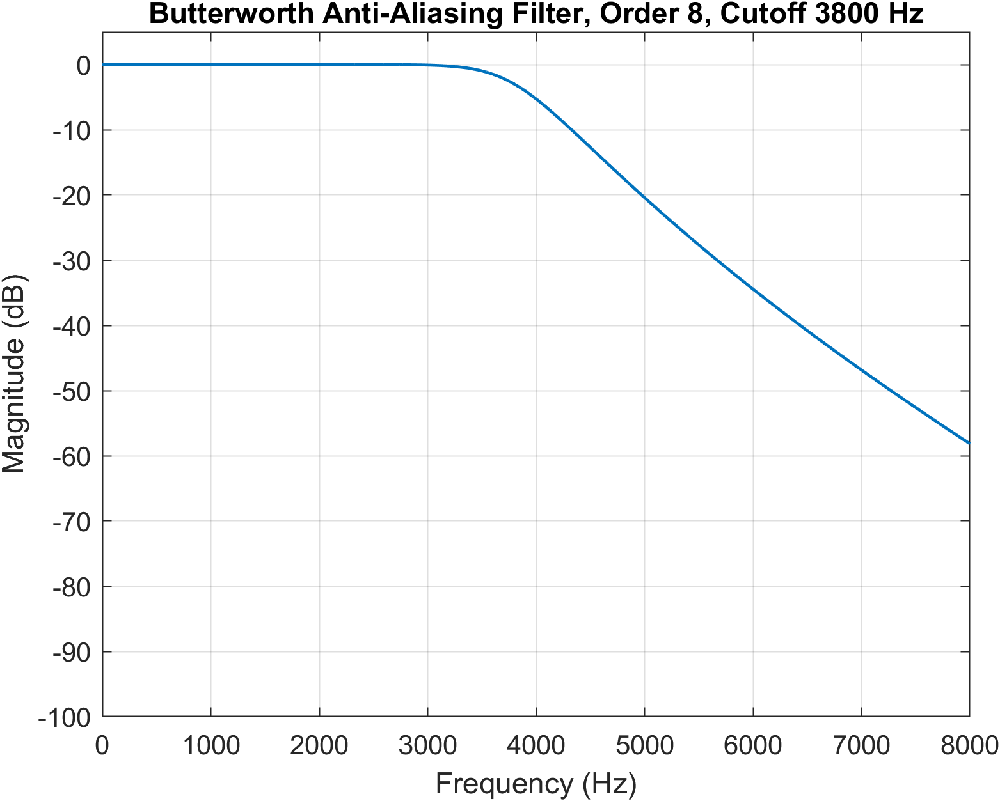 Butterworth Anti-Aliasing Filter, Order 8, Cutoff 3800 Hz
0
-10
-20
-30
-40
-50
-60
-70
-80
-90
-100
Magnitude (dB)
0 1000 2000 3000 4000 5000 6000 7000 8000
Frequency (Hz)